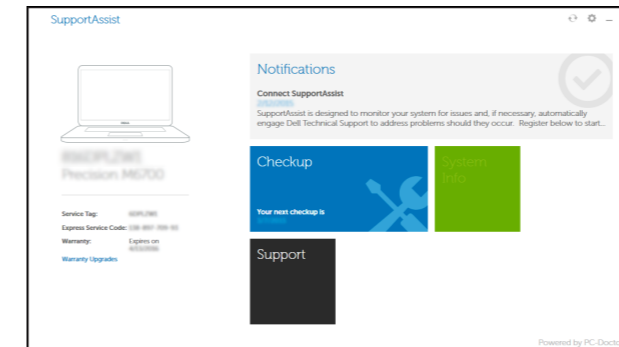 SupportAssist
Notifications
Connect SupportAssist
SupportAssist is designed to monitor your system for issues and, if necessary, automatically
engage Dell Technical Support to address problems should they occur. Register below to start...
Precision M6700
Checkup
System
Info
Your next checkup is
Service Tag:
Express Service Code:
Warranty: Expires on
Warranty Upgrades
Support
Powered by PC-Docto